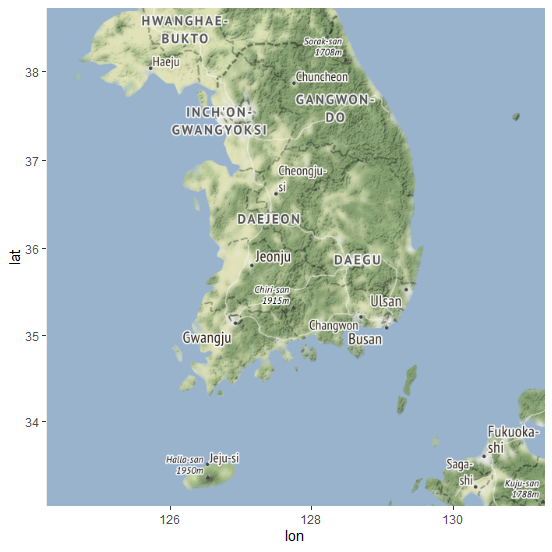 HWANGHAE-
BUKTO
Sorak-san
1708m
38
Haeju
Chuncheon
GANGWON-
DO
INCH'ON-
GWANGYOKSI
37
Cheongju-
si
DAEJEON
36
lat
Jeonju
DAEGU
Chiri-san
1915m
Ulsan
35
Changwon
Gwangju
Busan
34
Fukuoka-
shi
Halla-san
1950m
Jeju-si
Saga-
shi
Kuju-san
1788m
126
128
130
lon